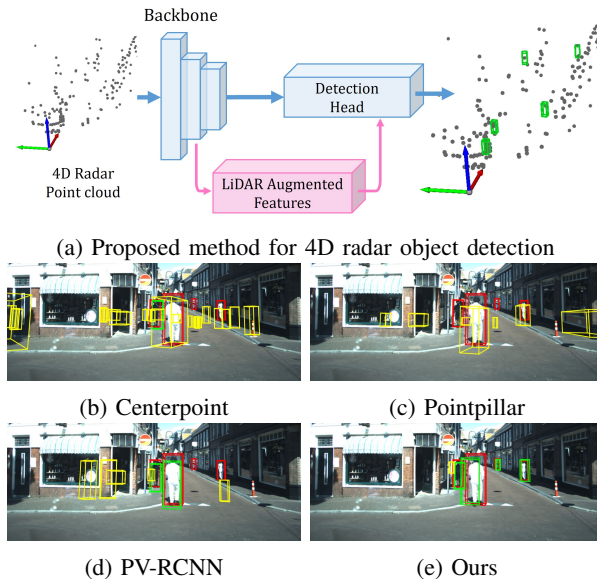 Backbone
Detection
Head
4D Radar
Point cloud
LiDAR Augmented
Features
(a) Proposed method for 4D radar object detection
(b) Centerpoint
(c) Pointpillar
(d) PV-RCNN
(e) Ours